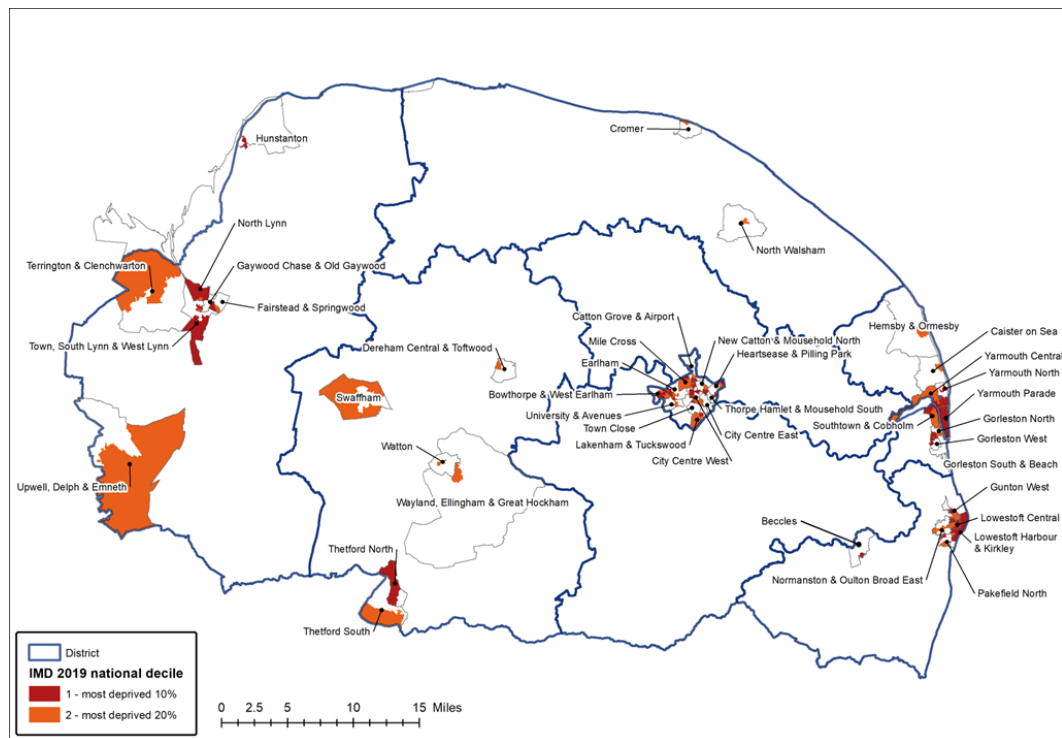 Cromer
Hunstanton
North Lynn
North Walsham
Terrington & Clenchwarton
Gaywood Chase & Old Gaywood
Fairstead & Springwood
Catton Grove & Airport
Hemsby & Ormesby
Caister on Sea
Mile Cross
New Catton & Mousehold North
Town, South Lynn & West Lynn
Dereham Central & Toftwood
Heartsease & Pilling Park
Yarmouth Central
Earlham
Yarmouth North
Swaffham
Bowthorpe & West Earlham
Yarmouth Parade
University & Avenues
Thorpe Hamlet & Mousehold South
Gorleston North
Town Close
Southtown & Cobholm
Lakenham & Tuckswood
City Centre East
Gorleston West
Watton
City Centre West
Gorleston South & Beach
Upwell, Delph & Emneth
Gunton West
Wayland, Ellingham & Great Hockham
Lowestoft Central
Beccles
Lowestoft Harbour
& Kirkley
Thetford North
Normanston & Oulton Broad East
Pakefield North
Thetford South
District
IMD 2019 national decile
1 - most deprived 10%
2 - most deprived 20%
0 2.5 5 10 15 Miles